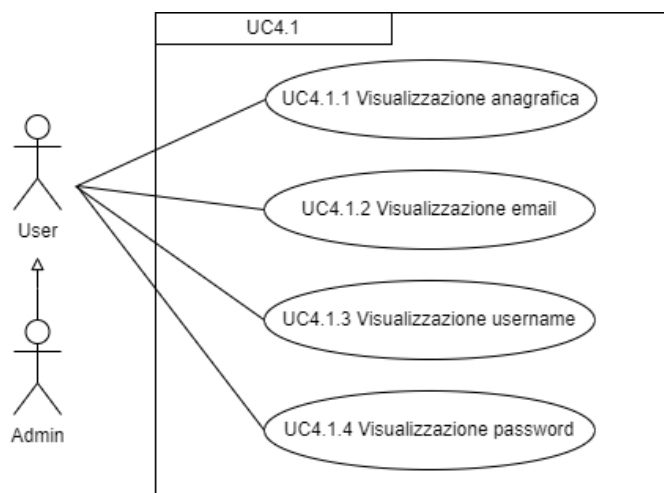 UC4.1
UC4.1.1 Visualizzazione anagrafica
UC4.1.2 Visualizzazione email
User
UC4.1.3 Visualizzazione username
UC4.1.4 Visualizzazione password
Admin